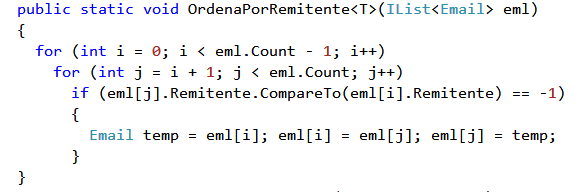 public static void OrdenaPorRemitente<T>(IList<Email> eml)
{
for (int i = 0; i < eml.Count - 1; i++)
for (int j = i + 1; j < eml.Count; j++)
if (eml[j].Remitente.CompareTo(eml[i].Remitente) == -1)
{
Email temp = eml[i]; eml[i] = eml[j]; eml[j] = temp;
}
}